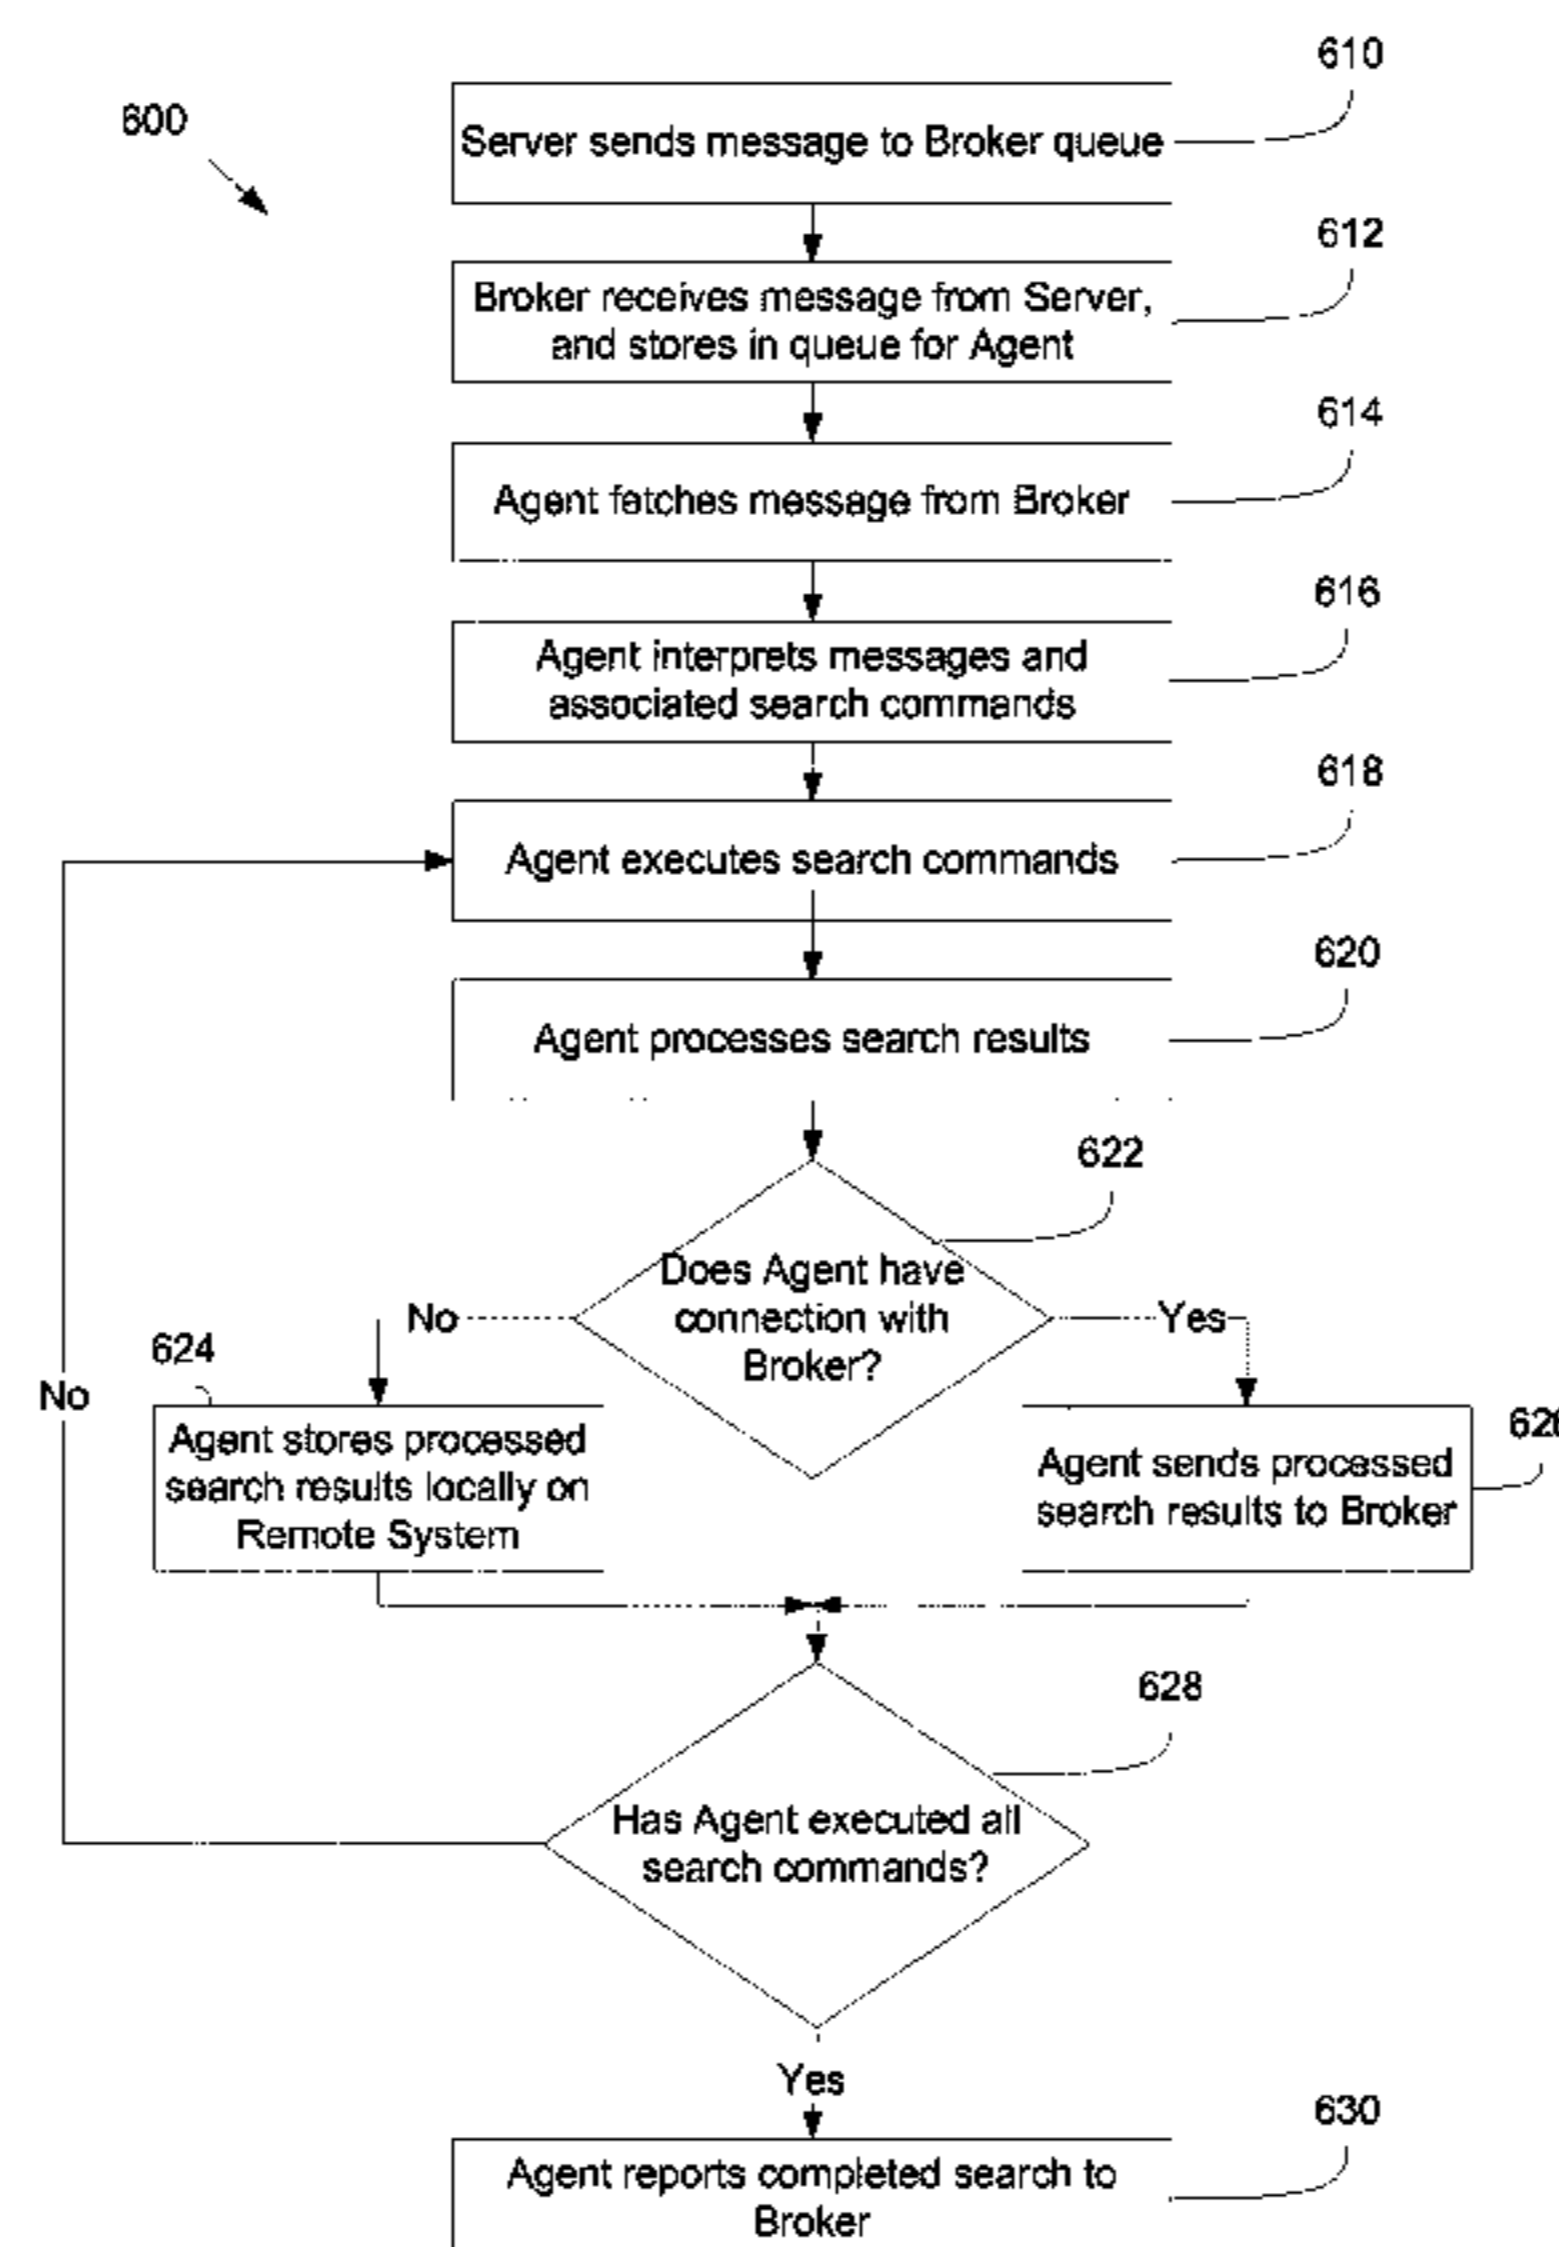 600
610
Server sends message to Broker queue
612
Broker receives message from Server,
and stores in queue for Agent
614
Agent fetches message from Broker
616
Agent interprets messages and
associated search commands
618
Agent executes search commands
620
Agent processes search results
622
Does Agent have
connection with
Broker?
No
Yes
624
Agent stores processed
search results locally on
Remote System
Agent sends processed
search results to Broker
No
628
Has Agent executed all
search commands?
Yes
630
Agent reports completed search to
Broker